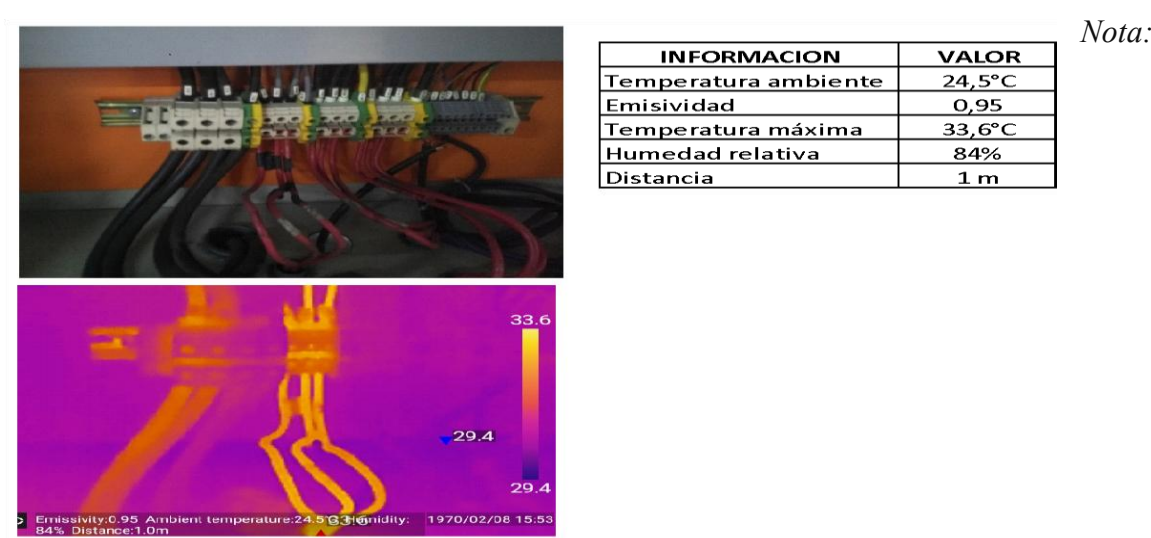 Nota:
INFORMACION VALOR
Temperatura ambiente 24,5°C
Emisividad 0,95
Temperatura máxima 33,6°C
Humedad relativa 84%
Distancia 1 m
33.6
29.4
29.4
Emissivity:0.95 Ambient temperature:24.5°C Humidity: 1970/02/08 15:53
84% Distance:1.0m